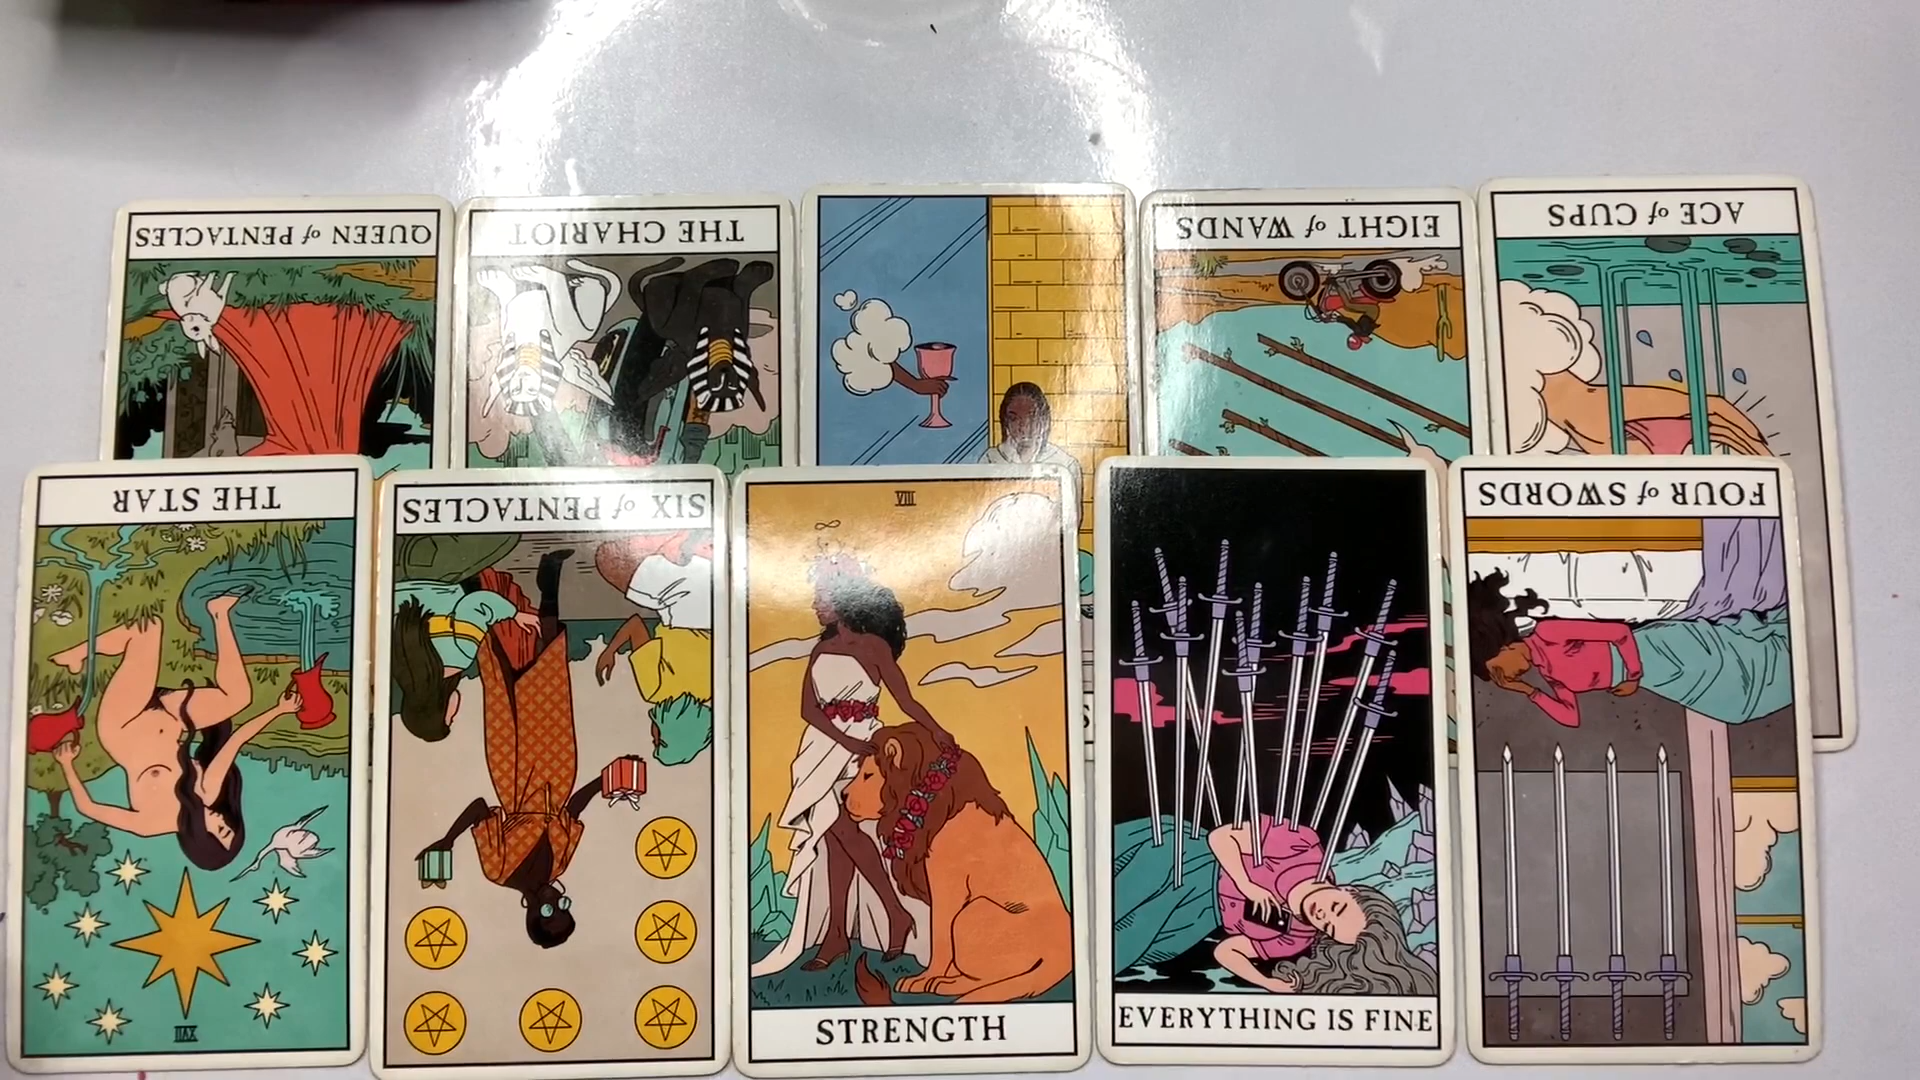 QUEEN of PENTACLES
THE CHARIOT
EIGHT of WANDS
ACE of CUPS
THE STAR
XVII
SIX of PENTACLES
VIII
STRENGTH
EVERYTHING IS FINE
FOUR of SWORDS
S